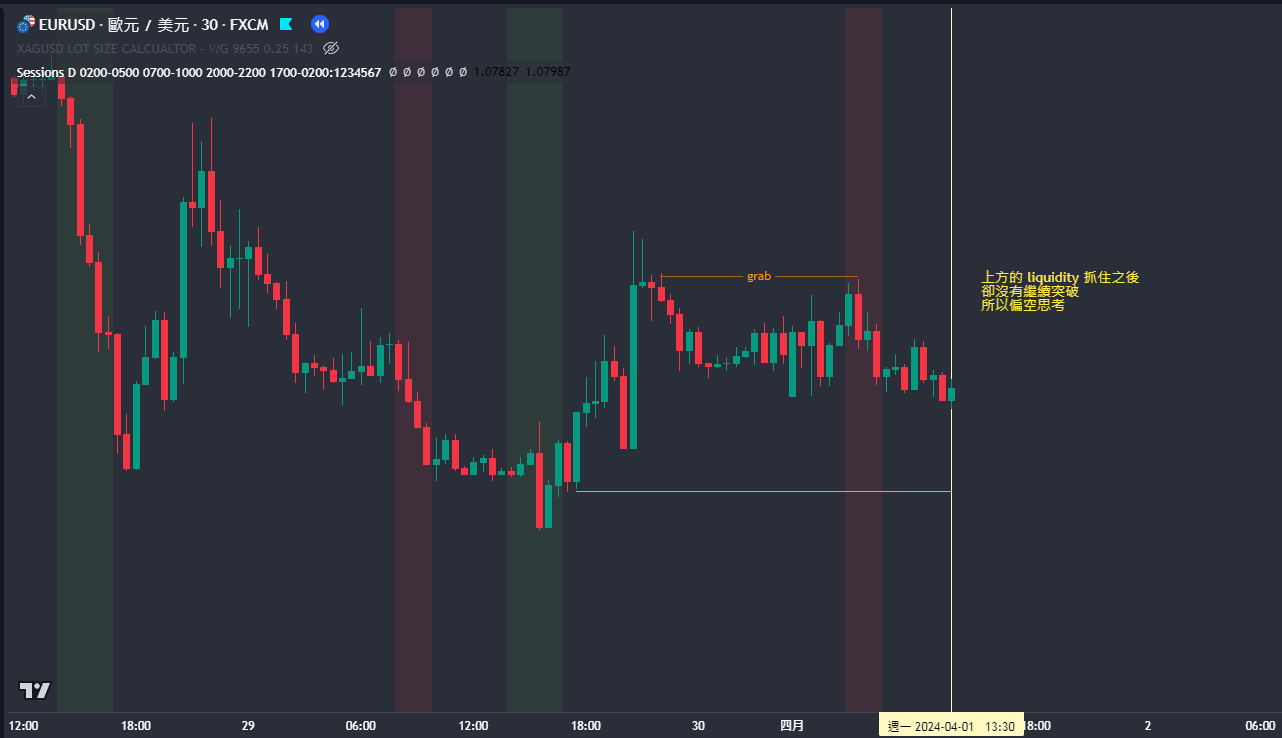 EURUSD · 歐元 / 美元 · 30 · FXCM
XAGUSD LOT SIZE CALCUALTOR - WG 9655 0.25 143
Sessions D 0200-0500 0700-1000 2000-2200 1700-0200:1234567 Ø Ø Ø Ø Ø Ø 1.07827 1.07987
grab
上方的 liquidity 抓住之後
卻沒有繼續突破
所以偏空思考
12:00 18:00 29 06:00 12:00 18:00 30 四月 週一 2024-04-01 13:30 18:00 2 06:00